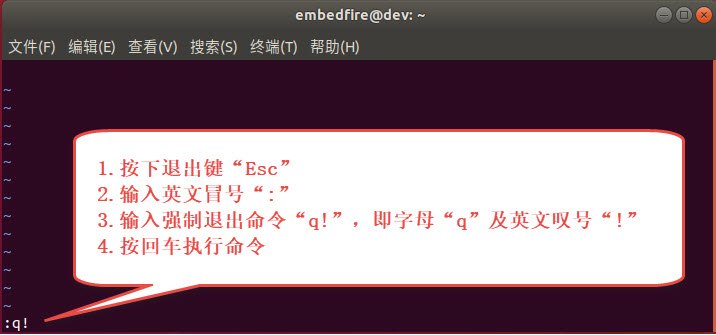 embedfire@dev: ~
文件(F) 编辑(E) 查看(V) 搜索(S) 终端(T) 帮助(H)
~
~
~
~
~
~
~
~
~
~
~
~
~
1.按下退出键“Esc”
2.输入英文冒号“:”
3.输入强制退出命令“q!”，即字母“q”及英文叹号“!”
4.按回车执行命令
:q!